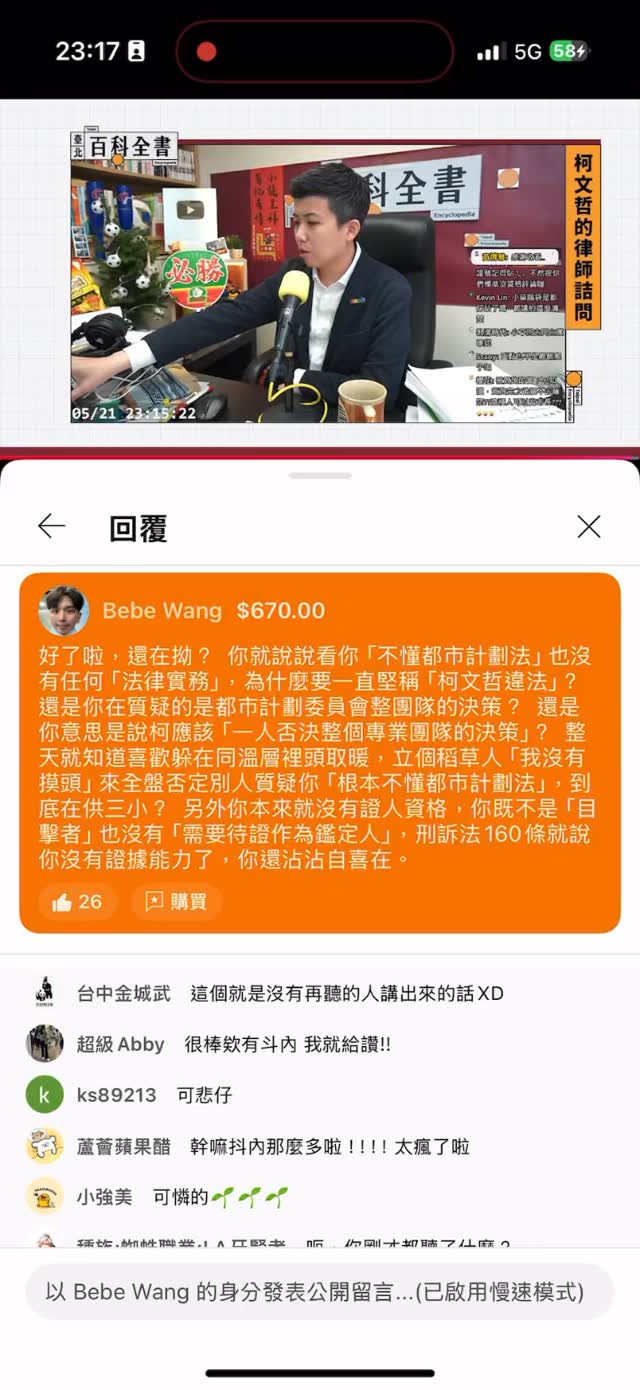 23:17
5G
58
臺北
百科全書
Encyclopedia
柯文哲的律師詰問
科全書
Encyclopedia
必勝
05/21 23:15:22
回覆
Bebe Wang $670.00
好了啦，還在拗？ 你就說說看你「不懂都市計劃法」也沒
有任何「法律實務」，為什麼要一直堅稱「柯文哲違法」？
還是你在質疑的是都市計劃委員會整團隊的決策？ 還是
你意思是說柯應該「一人否決整個專業團隊的決策」？ 整
天就知道喜歡躲在同溫層裡頭取暖，立個稻草人「我沒有
摸頭」來全盤否定別人質疑你「根本不懂都市計劃法」，到
底在供三小？ 另外你本來就沒有證人資格，你既不是「目
擊者」也沒有「需要待證作為鑑定人」，刑訴法160條就說
你沒有證據能力了，你還沾沾自喜在。
26
購買
台中金城武 這個就是沒有再聽的人講出來的話XD
超級Abby 很棒欸有斗內 我就給讚!!
k
ks89213 可悲仔
蘆薈蘋果醋 幹嘛抖內那麼多啦！!！! 太瘋了啦
小強美 可憐的🌱🌱🌱
以 Bebe Wang 的身分發表公開留言...(已啟用慢速模式)